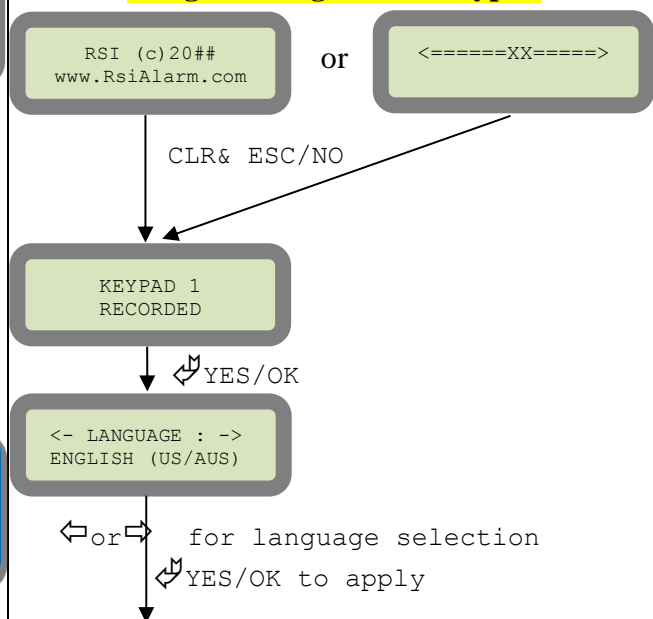 RSI (c)20##
www.RsiAlarm.com
or
<======XX=====>
CLR& ESC/NO
KEYPAD 1
RECORDED
YES/OK
<- LANGUAGE : ->
ENGLISH (US/AUS)
⇦or⇨ for language selection
YES/OK to apply